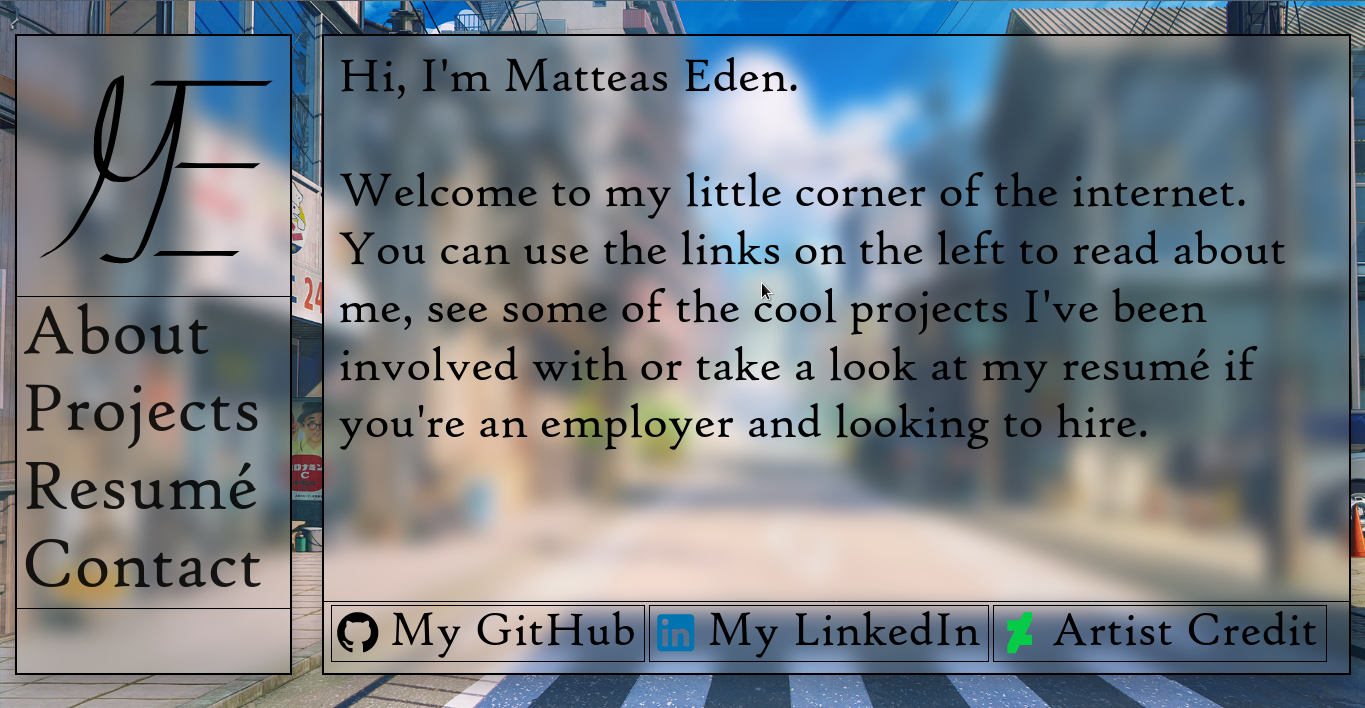 About
Projects
Resumé
Contact
Hi, I'm Matteas Eden.
Welcome to my little corner of the internet.
You can use the links on the left to read about
me, see some of the cool projects I've been
involved with or take a look at my resumé if
you're an employer and looking to hire.
24
in
My GitHub
My LinkedIn
Artist Credit